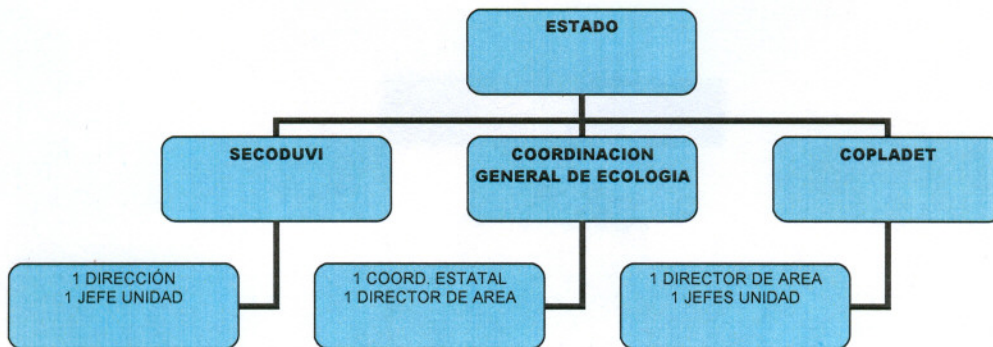 ESTADO
SECODUVI
COORDINACION
GENERAL DE ECOLOGIA
COPLADET
1 DIRECCIÓN
1 JEFE UNIDAD
1 COORD. ESTATAL
1 DIRECTOR DE AREA
1 DIRECTOR DE AREA
1 JEFES UNIDAD